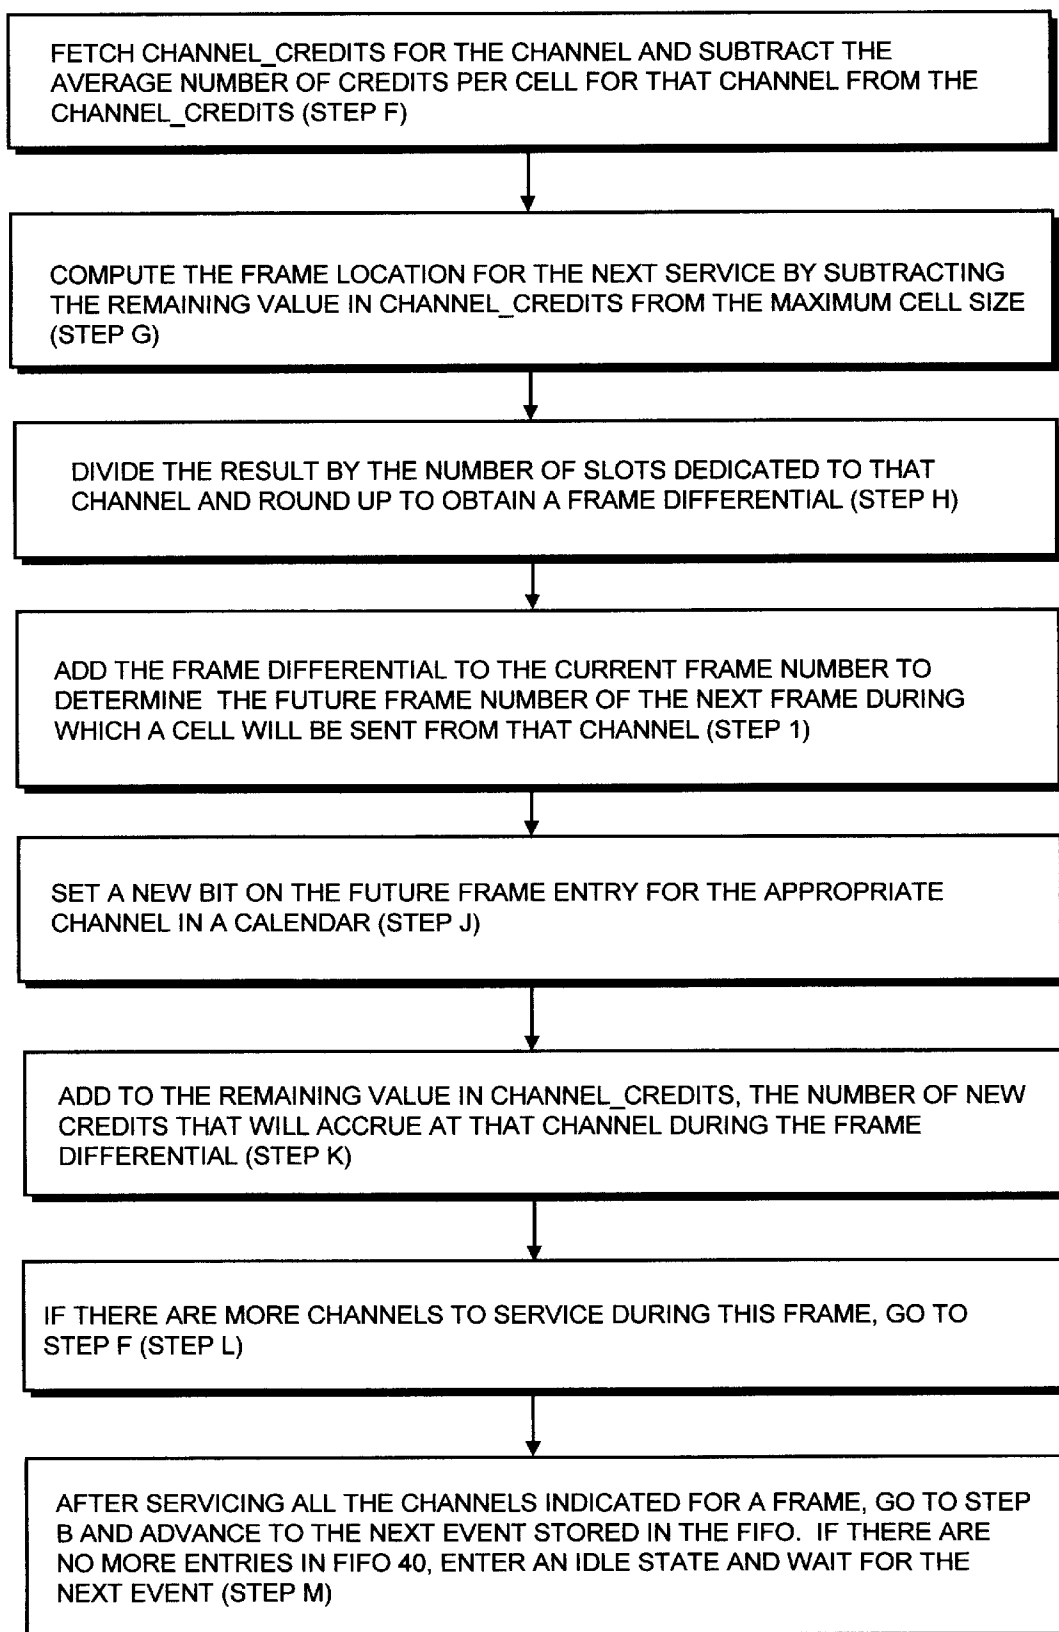 FETCH CHANNEL_CREDITS FOR THE CHANNEL AND SUBTRACT THE
AVERAGE NUMBER OF CREDITS PER CELL FOR THAT CHANNEL FROM THE
CHANNEL_CREDITS (STEP F)
COMPUTE THE FRAME LOCATION FOR THE NEXT SERVICE BY SUBTRACTING
THE REMAINING VALUE IN CHANNEL_CREDITS FROM THE MAXIMUM CELL SIZE
(STEP G)
DIVIDE THE RESULT BY THE NUMBER OF SLOTS DEDICATED TO THAT
CHANNEL AND ROUND UP TO OBTAIN A FRAME DIFFERENTIAL (STEP H)
ADD THE FRAME DIFFERENTIAL TO THE CURRENT FRAME NUMBER TO
DETERMINE THE FUTURE FRAME NUMBER OF THE NEXT FRAME DURING
WHICH A CELL WILL BE SENT FROM THAT CHANNEL (STEP 1)
SET A NEW BIT ON THE FUTURE FRAME ENTRY FOR THE APPROPRIATE
CHANNEL IN A CALENDAR (STEP J)
ADD TO THE REMAINING VALUE IN CHANNEL_CREDITS, THE NUMBER OF NEW
CREDITS THAT WILL ACCRUE AT THAT CHANNEL DURING THE FRAME
DIFFERENTIAL (STEP K)
IF THERE ARE MORE CHANNELS TO SERVICE DURING THIS FRAME, GO TO
STEP F (STEP L)
AFTER SERVICING ALL THE CHANNELS INDICATED FOR A FRAME, GO TO STEP
B AND ADVANCE TO THE NEXT EVENT STORED IN THE FIFO. IF THERE ARE
NO MORE ENTRIES IN FIFO 40, ENTER AN IDLE STATE AND WAIT FOR THE
NEXT EVENT (STEP M)